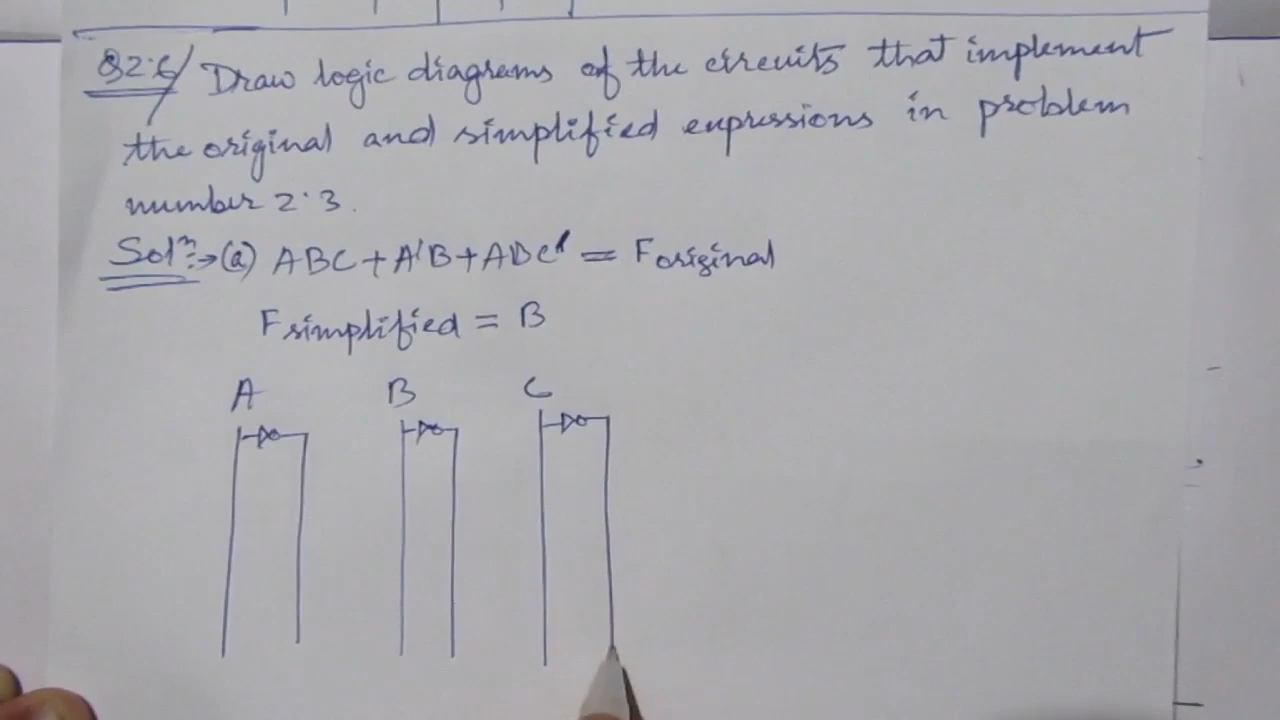 Q2.6/ Draw logic diagrams of the circuits that implement
the original and simplified expressions in problem
number 2.3.
Solⁿ:→(a) ABC+A'B+ABC' = Foriginal
Fsimplified = B
A B C